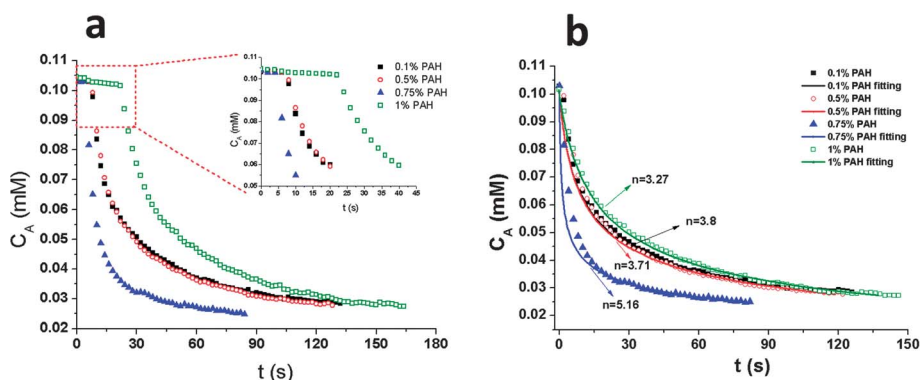 a
0.11
0.10
0.09
0.08
0.07
0.06
0.05
0.04
0.03
0.02
C_A (mM)
0 30 60 90 120 150 180
t (s)
0.11
0.10
0.09
0.08
0.07
0.06
0.05
C_A (mM)
0 5 10 15 20 25 30 35 40 45
t (s)
0.1% PAH
0.5% PAH
0.75% PAH
1% PAH
b
0.11
0.10
0.09
0.08
0.07
0.06
0.05
0.04
0.03
0.02
C_A (mM)
0 30 60 90 120 150
t (s)
0.1% PAH
0.1% PAH fitting
0.5% PAH
0.5% PAH fitting
0.75% PAH
0.75% PAH fitting
1% PAH
1% PAH fitting
n=3.27
n=3.8
n=3.71
n=5.16